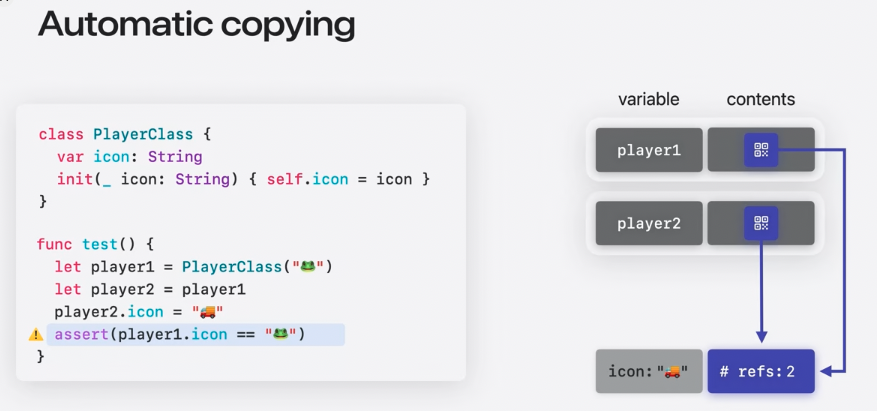 Automatic copying
class PlayerClass {
var icon: String
init(_ icon: String) { self.icon = icon }
}
func test() {
let player1 = PlayerClass("🐸")
let player2 = player1
player2.icon = "🚚"
assert(player1.icon == "🐸")
}
variable contents
player1
player2
icon:"🚚" # refs: 2